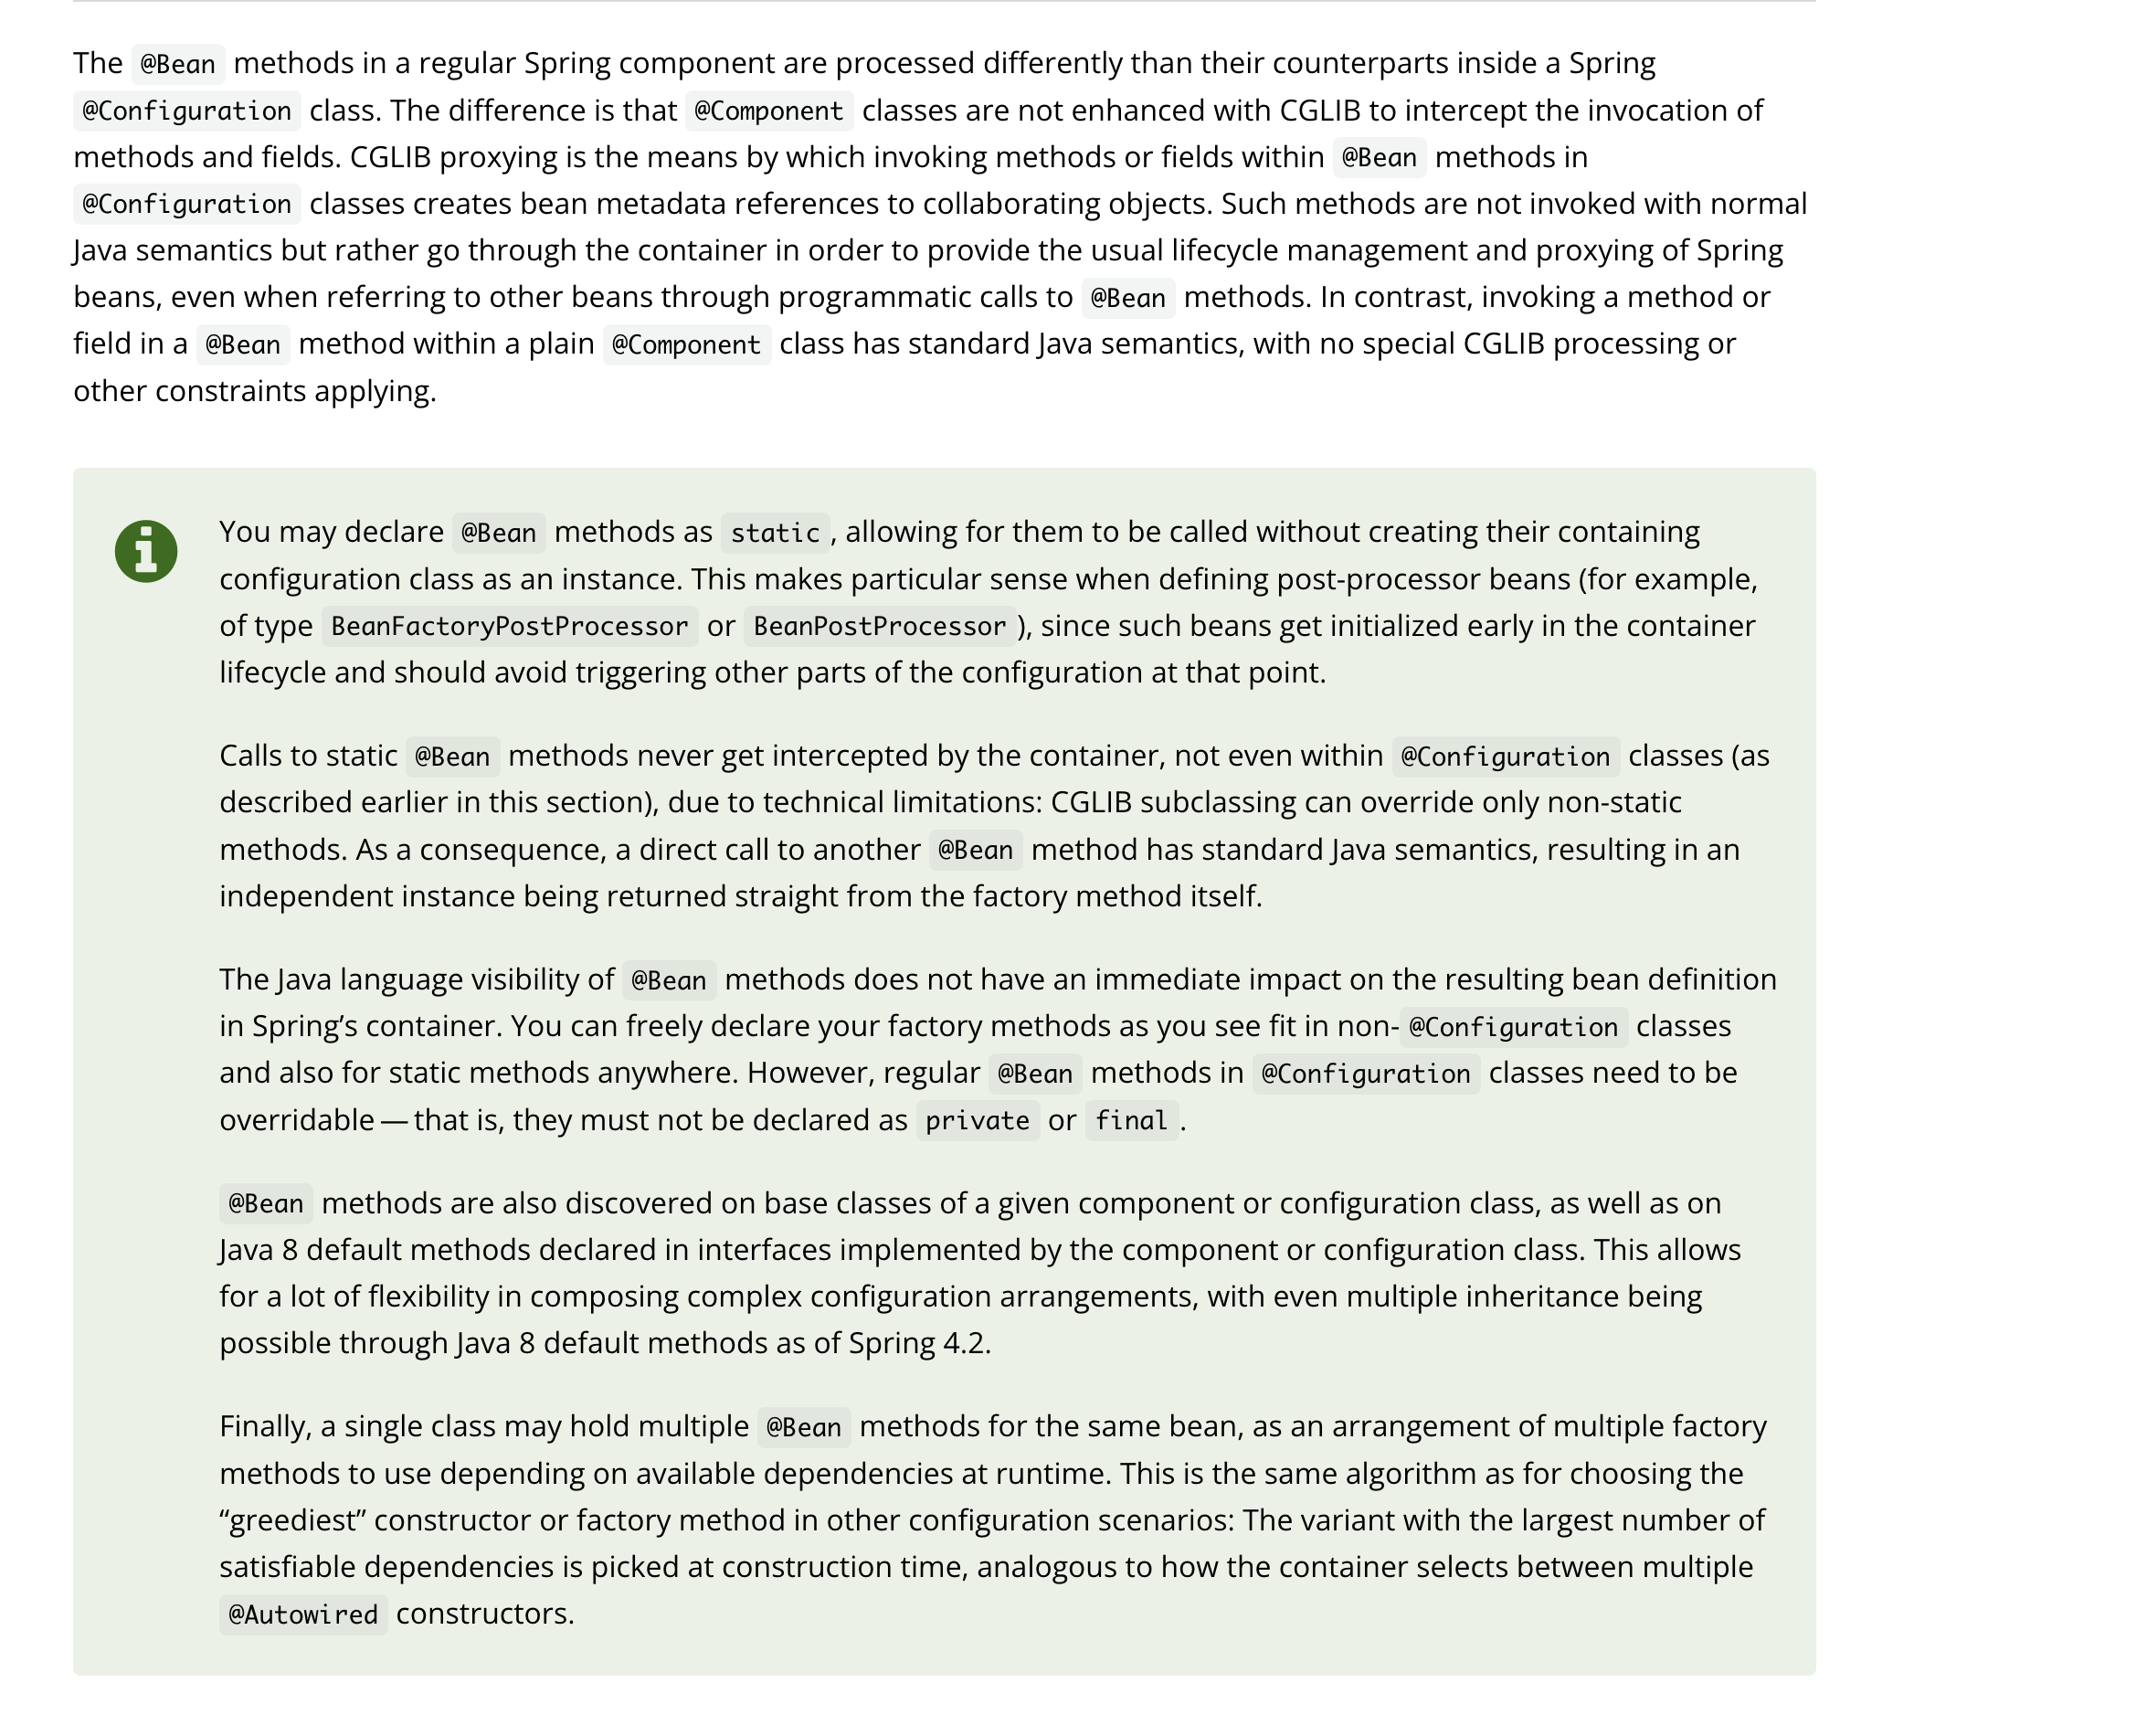 The @Bean methods in a regular Spring component are processed differently than their counterparts inside a Spring
@Configuration class. The difference is that @Component classes are not enhanced with CGLIB to intercept the invocation of
methods and fields. CGLIB proxying is the means by which invoking methods or fields within @Bean methods in
@Configuration classes creates bean metadata references to collaborating objects. Such methods are not invoked with normal
Java semantics but rather go through the container in order to provide the usual lifecycle management and proxying of Spring
beans, even when referring to other beans through programmatic calls to @Bean methods. In contrast, invoking a method or
field in a @Bean method within a plain @Component class has standard Java semantics, with no special CGLIB processing or
other constraints applying.
You may declare @Bean methods as static, allowing for them to be called without creating their containing
configuration class as an instance. This makes particular sense when defining post-processor beans (for example,
of type BeanFactoryPostProcessor or BeanPostProcessor), since such beans get initialized early in the container
lifecycle and should avoid triggering other parts of the configuration at that point.
Calls to static @Bean methods never get intercepted by the container, not even within @Configuration classes (as
described earlier in this section), due to technical limitations: CGLIB subclassing can override only non-static
methods. As a consequence, a direct call to another @Bean method has standard Java semantics, resulting in an
independent instance being returned straight from the factory method itself.
The Java language visibility of @Bean methods does not have an immediate impact on the resulting bean definition
in Spring’s container. You can freely declare your factory methods as you see fit in non-@Configuration classes
and also for static methods anywhere. However, regular @Bean methods in @Configuration classes need to be
overridable — that is, they must not be declared as private or final.
@Bean methods are also discovered on base classes of a given component or configuration class, as well as on
Java 8 default methods declared in interfaces implemented by the component or configuration class. This allows
for a lot of flexibility in composing complex configuration arrangements, with even multiple inheritance being
possible through Java 8 default methods as of Spring 4.2.
Finally, a single class may hold multiple @Bean methods for the same bean, as an arrangement of multiple factory
methods to use depending on available dependencies at runtime. This is the same algorithm as for choosing the
“greediest” constructor or factory method in other configuration scenarios: The variant with the largest number of
satisfiable dependencies is picked at construction time, analogous to how the container selects between multiple
@Autowired constructors.